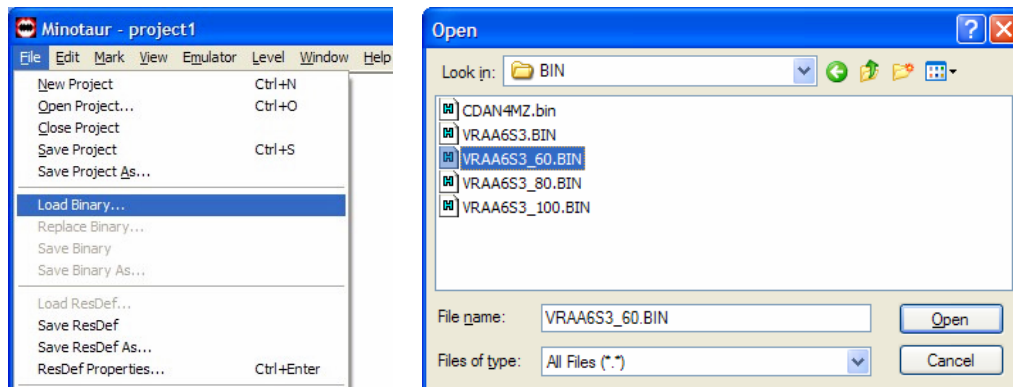 Minotaur - project1
File Edit Mark View Emulator Level Window Help
New Project Ctrl+N
Open Project... Ctrl+O
Close Project
Save Project Ctrl+S
Save Project As...
Load Binary...
Replace Binary...
Save Binary
Save Binary As...
Load ResDef...
Save ResDef
Save ResDef As...
ResDef Properties... Ctrl+Enter
Open
Look in: BIN
CDAN4MZ.bin
VRAA6S3.BIN
VRAA6S3_60.BIN
VRAA6S3_80.BIN
VRAA6S3_100.BIN
File name: VRAA6S3_60.BIN Open
Files of type: All Files (*.*) Cancel